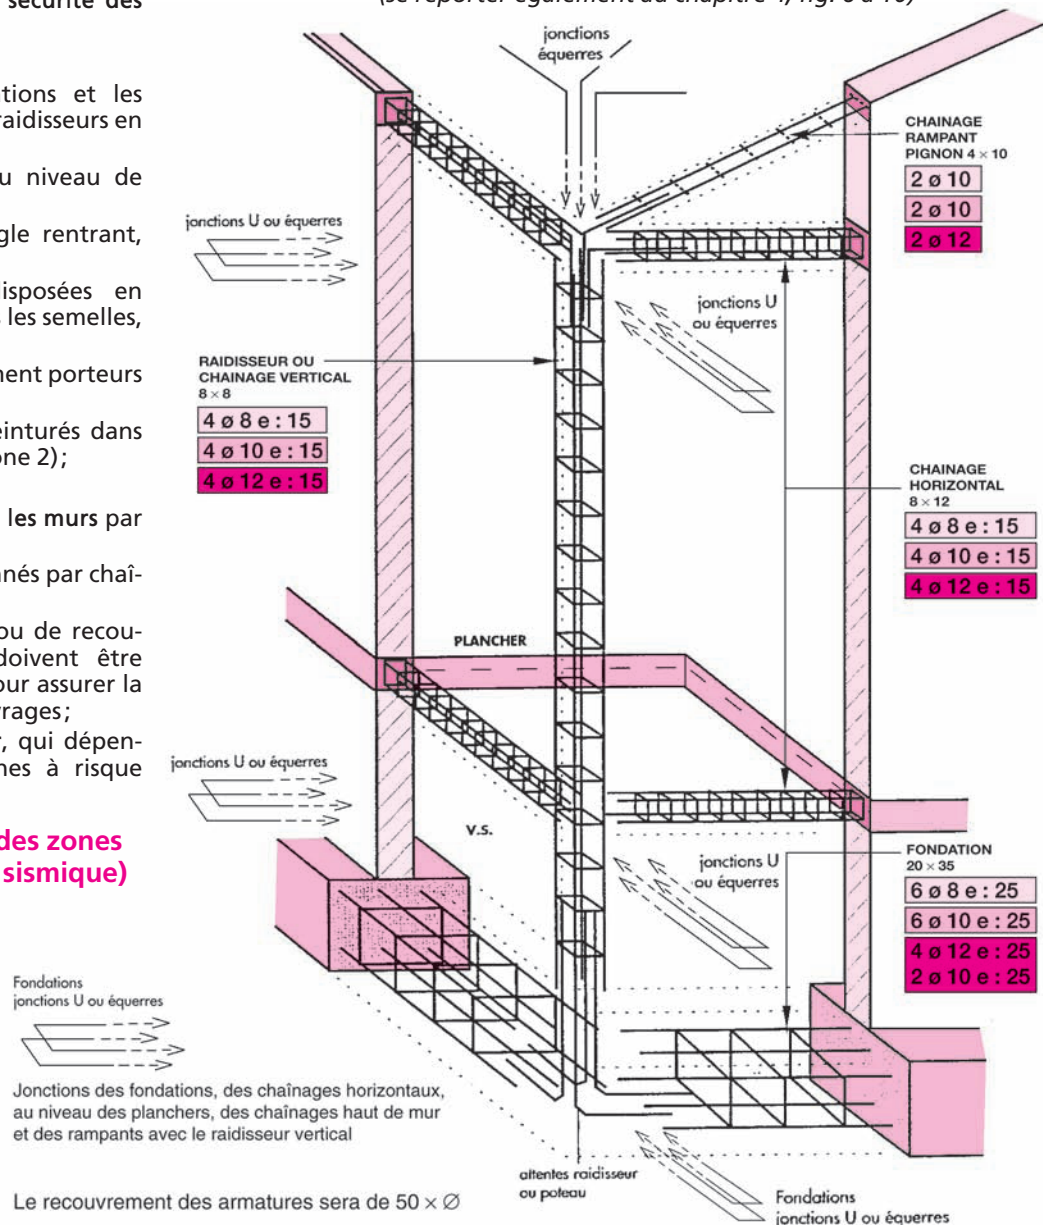 sécurité des
(se reporter également au chapitre 4, fig. 8 à 10)
tions et les
raidisseurs en
u niveau de
gle rentrant,
isposées en
s les semelles,
nent porteurs
einturés dans
one 2);
les murs par
nés par chaî-
ou de recou-
doivent être
our assurer la
vrages;
r, qui dépen-
nes à risque
des zones
sismique)
jonctions
équerres
CHAINAGE
RAMPANT
PIGNON 4 × 10
2 ø 10
2 ø 10
2 ø 12
jonctions U ou équerres
jonctions U
ou équerres
RAIDISSEUR OU
CHAINAGE VERTICAL
8 × 8
4 ø 8 e : 15
4 ø 10 e : 15
4 ø 12 e : 15
CHAINAGE
HORIZONTAL
8 × 12
4 ø 8 e : 15
4 ø 10 e : 15
4 ø 12 e : 15
PLANCHER
jonctions U ou équerres
V.S.
jonctions U
ou équerres
FONDATION
20 × 35
6 ø 8 e : 25
6 ø 10 e : 25
4 ø 12 e : 25
2 ø 10 e : 25
Fondations
jonctions U ou équerres
Jonctions des fondations, des chaînages horizontaux,
au niveau des planchers, des chaînages haut de mur
et des rampants avec le raidisseur vertical
attentes raidisseur
ou poteau
Le recouvrement des armatures sera de 50 × Ø
Fondations
jonctions U ou équerres